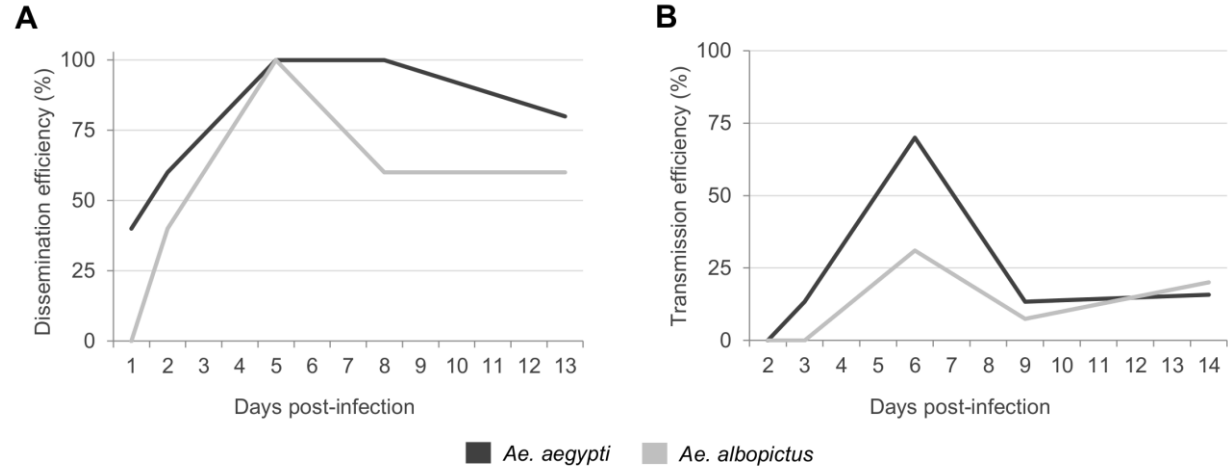 A
B
Dissemination efficiency (%)
100
75
50
25
0
1 2 3 4 5 6 7 8 9 10 11 12 13
Days post-infection
Transmission efficiency (%)
100
75
50
25
0
2 3 4 5 6 7 8 9 10 11 12 13 14
Days post-infection
Ae. aegypti Ae. albopictus